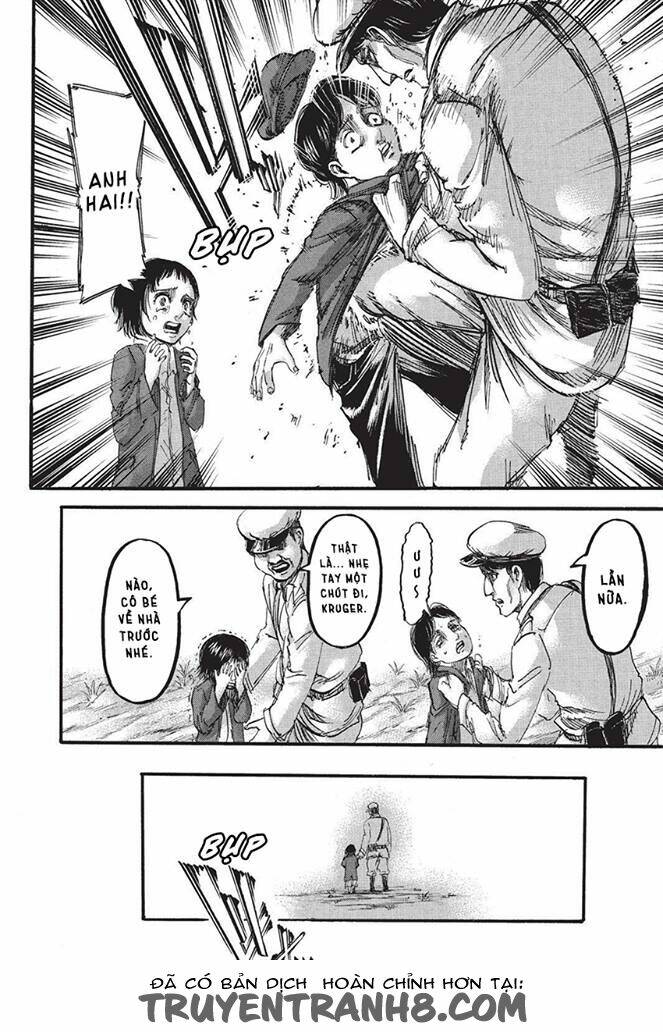 ANH
HAI!!
BỤP
LẦN
NỮA.
ƯƯS
THẬT
LÀ... NHẸ
TAY MỘT
CHÚT ĐI,
KRUGER.
NÀO,
CÔ BÉ
VỀ NHÀ
TRƯỚC
NHÉ.
BỤP
ĐÃ CÓ BẢN DỊCH HOÀN CHỈNH HƠN TẠI:
TRUYENTRANH8.COM